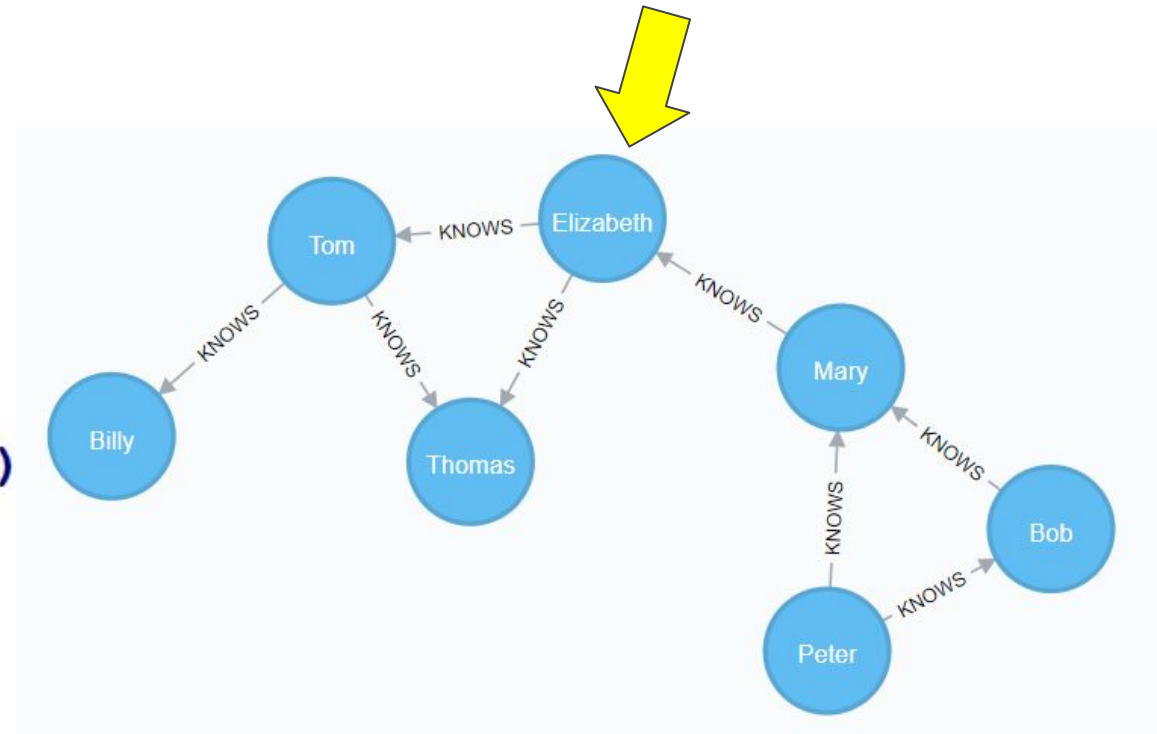 Elizabeth
KNOWS
Tom
KNOWS
KNOWS
KNOWS
KNOWS
Mary
Billy
)
Thomas
KNOWS
KNOWS
Bob
KNOWS
Peter